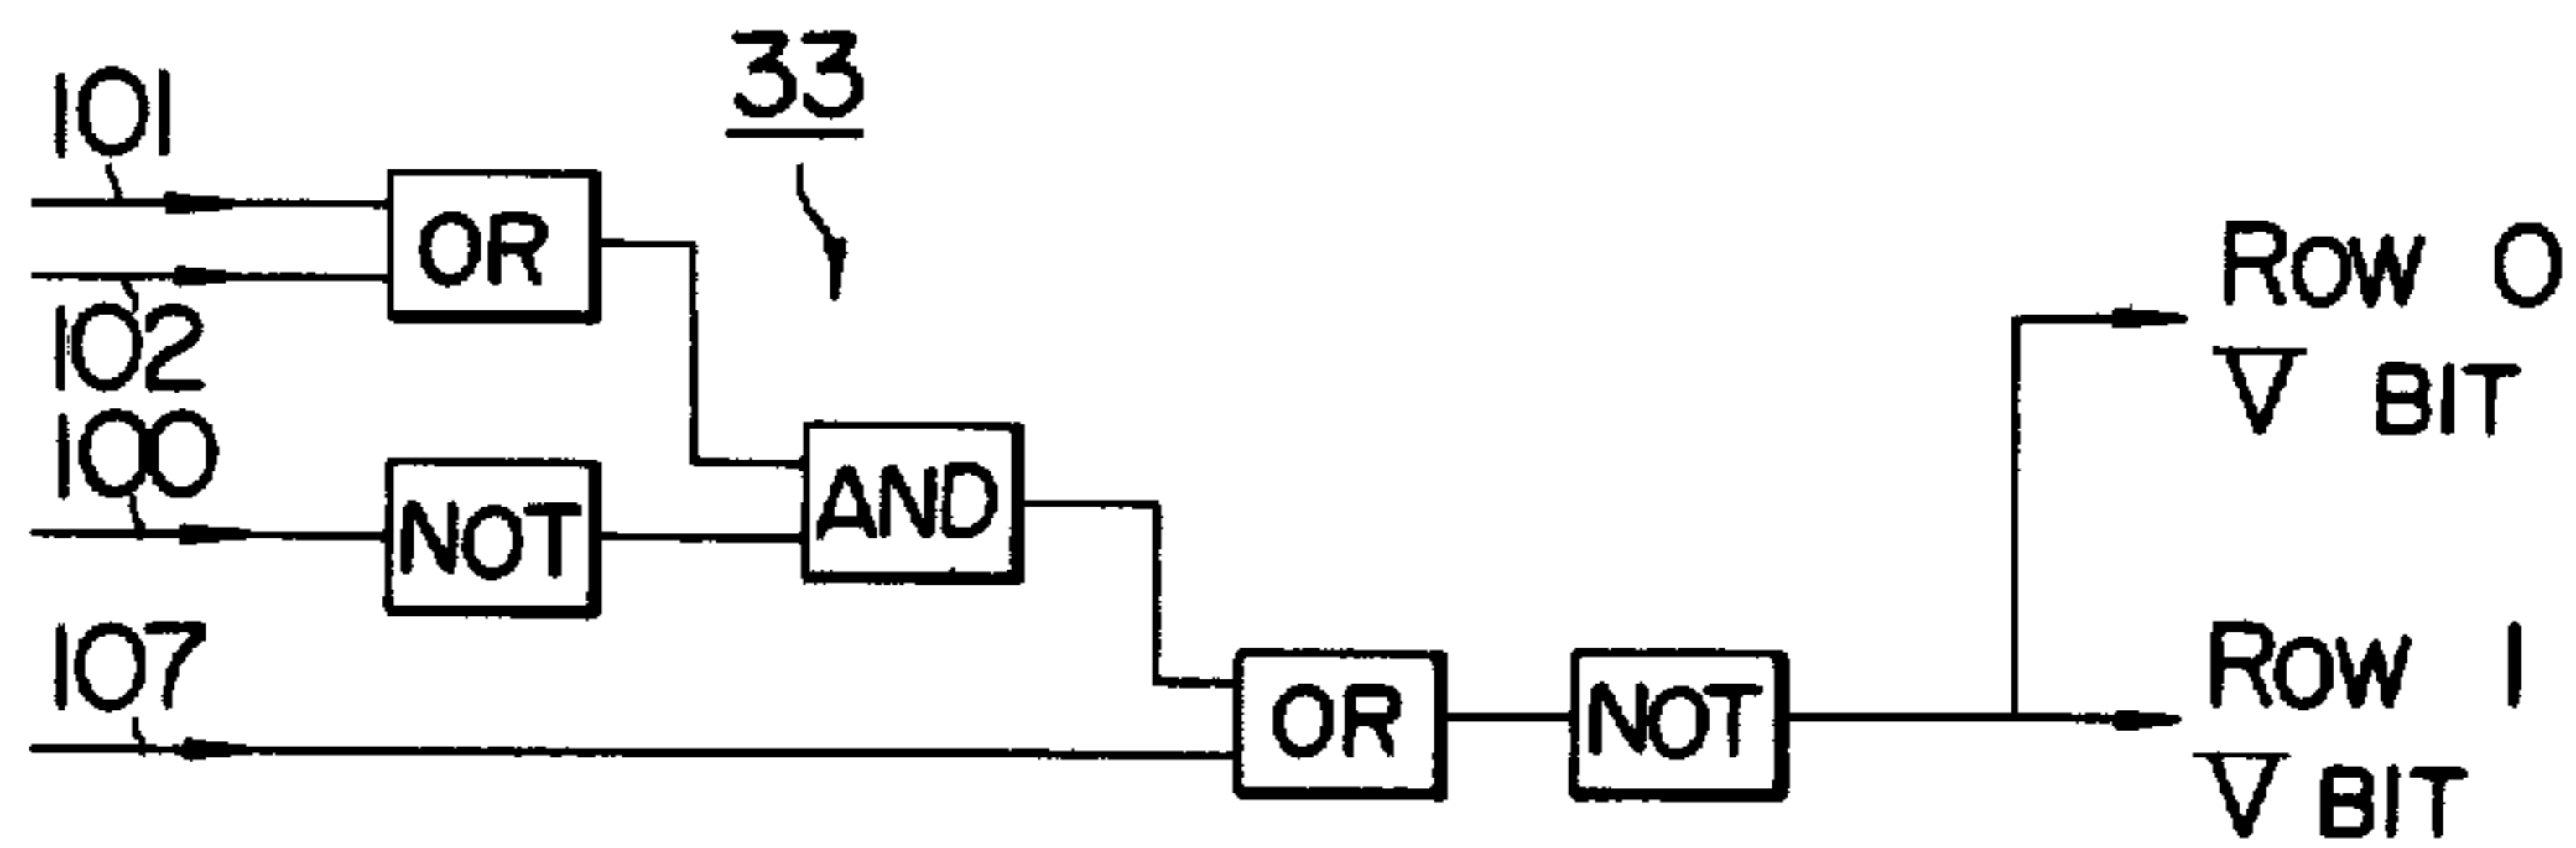 101
33
OR
102
100
NOT
AND
107
OR
NOT
ROW 0
V̅ BIT
ROW 1
V̅ BIT